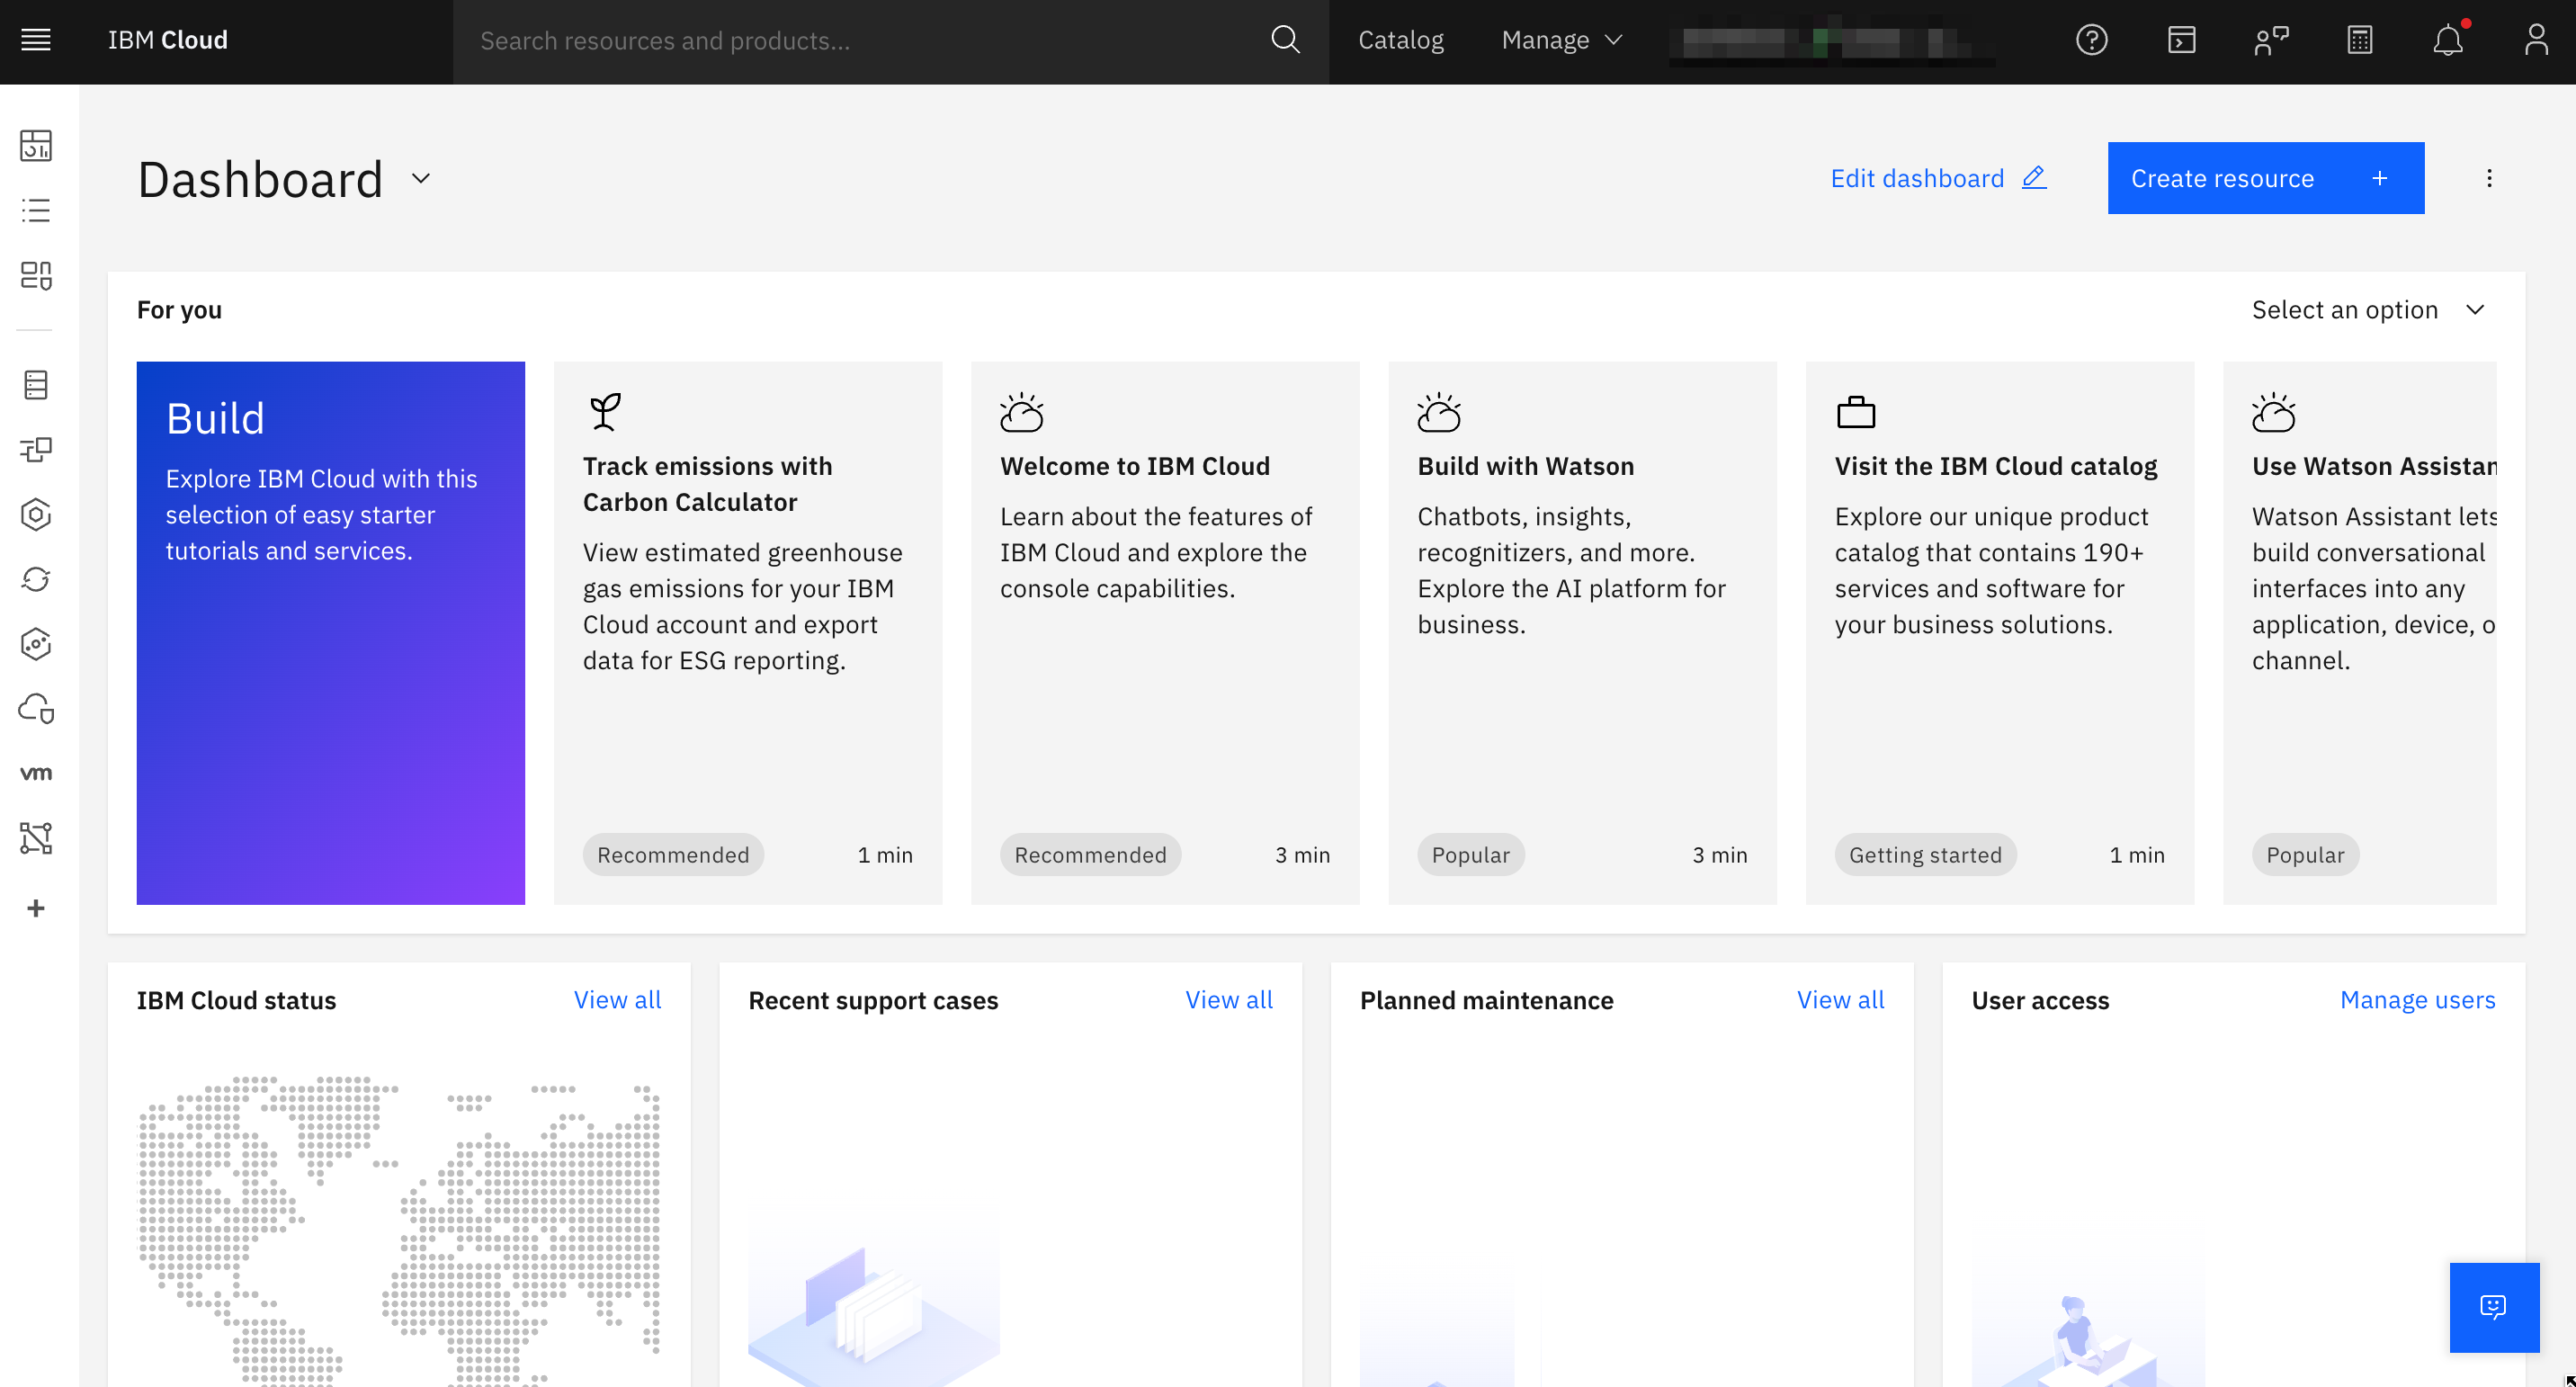 IBM Cloud
Search resources and products...
Catalog
Manage
Dashboard
Edit dashboard
Create resource
For you
Select an option
Build
Explore IBM Cloud with this
selection of easy starter
tutorials and services.
Track emissions with
Carbon Calculator
View estimated greenhouse
gas emissions for your IBM
Cloud account and export
data for ESG reporting.
Recommended
1 min
Welcome to IBM Cloud
Learn about the features of
IBM Cloud and explore the
console capabilities.
Recommended
3 min
Build with Watson
Chatbots, insights,
recognitizers, and more.
Explore the AI platform for
business.
Popular
3 min
Visit the IBM Cloud catalog
Explore our unique product
catalog that contains 190+
services and software for
your business solutions.
Getting started
1 min
Use Watson Assistan
Watson Assistant lets
build conversational
interfaces into any
application, device, o
channel.
Popular
vm
IBM Cloud status
View all
Recent support cases
View all
Planned maintenance
View all
User access
Manage users